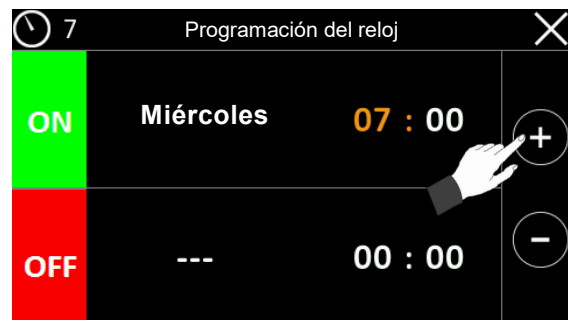 7 Programación del reloj
ON Miércoles 07 : 00
+
OFF --- 00 : 00
-